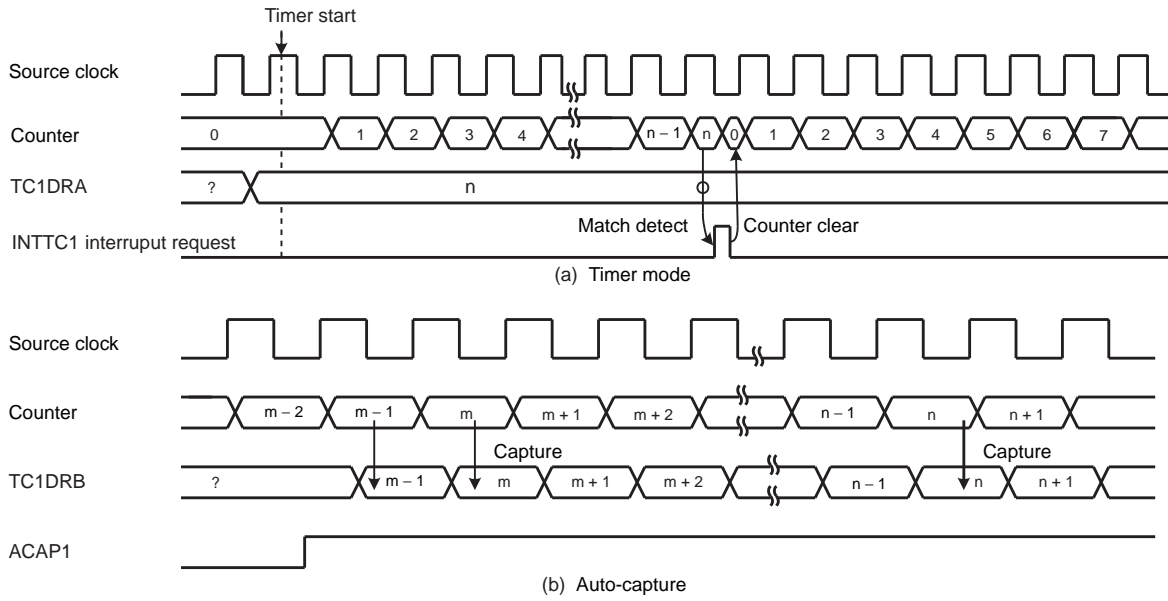 Timer start
Source clock
Counter 0 1 2 3 4 n – 1 n 0 1 2 3 4 5 6 7
TC1DRA ? n
Match detect Counter clear
INTTC1 interruput request
(a) Timer mode
Source clock
Counter m – 2 m – 1 m m + 1 m + 2 n – 1 n n + 1
Capture Capture
TC1DRB ? m – 1 m m + 1 m + 2 n – 1 n n + 1
ACAP1
(b) Auto-capture